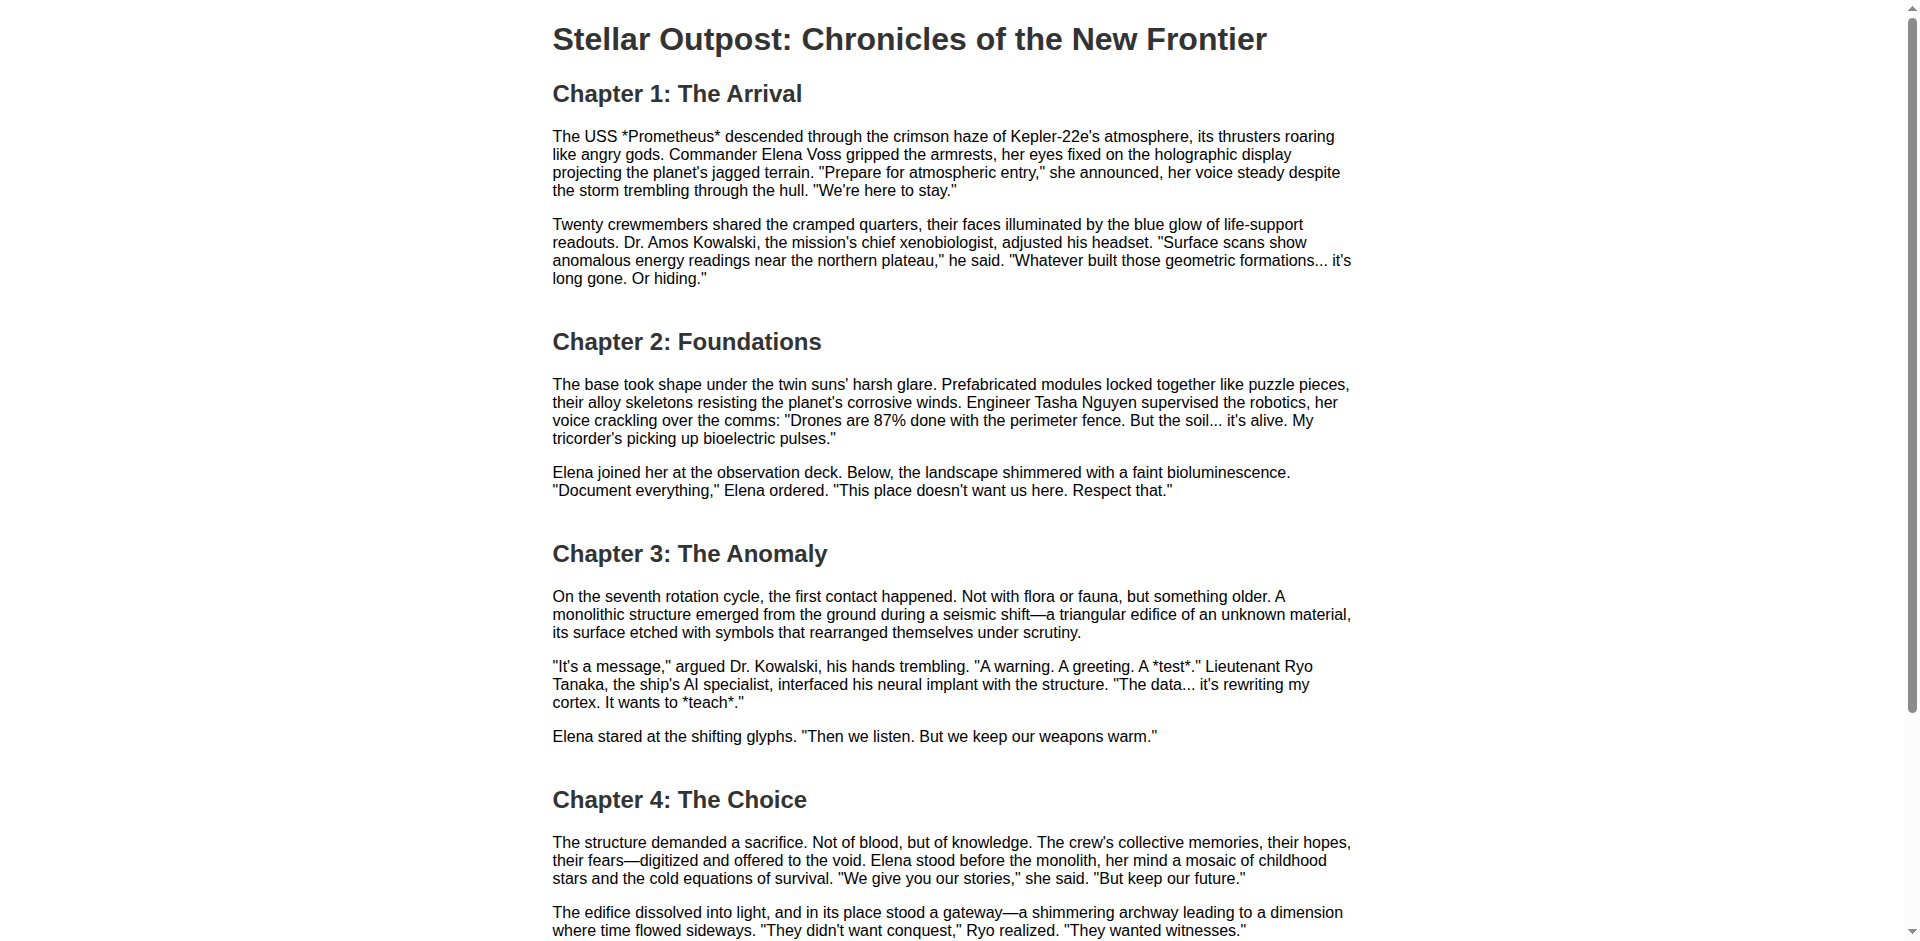 Stellar Outpost: Chronicles of the New Frontier
Chapter 1: The Arrival
The USS *Prometheus* descended through the crimson haze of Kepler-22e's atmosphere, its thrusters roaring
like angry gods. Commander Elena Voss gripped the armrests, her eyes fixed on the holographic display
projecting the planet's jagged terrain. "Prepare for atmospheric entry," she announced, her voice steady despite
the storm trembling through the hull. "We're here to stay."
Twenty crewmembers shared the cramped quarters, their faces illuminated by the blue glow of life-support
readouts. Dr. Amos Kowalski, the mission's chief xenobiologist, adjusted his headset. "Surface scans show
anomalous energy readings near the northern plateau," he said. "Whatever built those geometric formations... it's
long gone. Or hiding."
Chapter 2: Foundations
The base took shape under the twin suns' harsh glare. Prefabricated modules locked together like puzzle pieces,
their alloy skeletons resisting the planet's corrosive winds. Engineer Tasha Nguyen supervised the robotics, her
voice crackling over the comms: "Drones are 87% done with the perimeter fence. But the soil... it's alive. My
tricorder's picking up bioelectric pulses."
Elena joined her at the observation deck. Below, the landscape shimmered with a faint bioluminescence.
"Document everything," Elena ordered. "This place doesn't want us here. Respect that."
Chapter 3: The Anomaly
On the seventh rotation cycle, the first contact happened. Not with flora or fauna, but something older. A
monolithic structure emerged from the ground during a seismic shift—a triangular edifice of an unknown material,
its surface etched with symbols that rearranged themselves under scrutiny.
"It's a message," argued Dr. Kowalski, his hands trembling. "A warning. A greeting. A *test*." Lieutenant Ryo
Tanaka, the ship's AI specialist, interfaced his neural implant with the structure. "The data... it's rewriting my
cortex. It wants to *teach*."
Elena stared at the shifting glyphs. "Then we listen. But we keep our weapons warm."
Chapter 4: The Choice
The structure demanded a sacrifice. Not of blood, but of knowledge. The crew's collective memories, their hopes,
their fears—digitized and offered to the void. Elena stood before the monolith, her mind a mosaic of childhood
stars and the cold equations of survival. "We give you our stories," she said. "But keep our future."
The edifice dissolved into light, and in its place stood a gateway—a shimmering archway leading to a dimension
where time flowed sideways. "They didn't want conquest," Ryo realized. "They wanted witnesses."